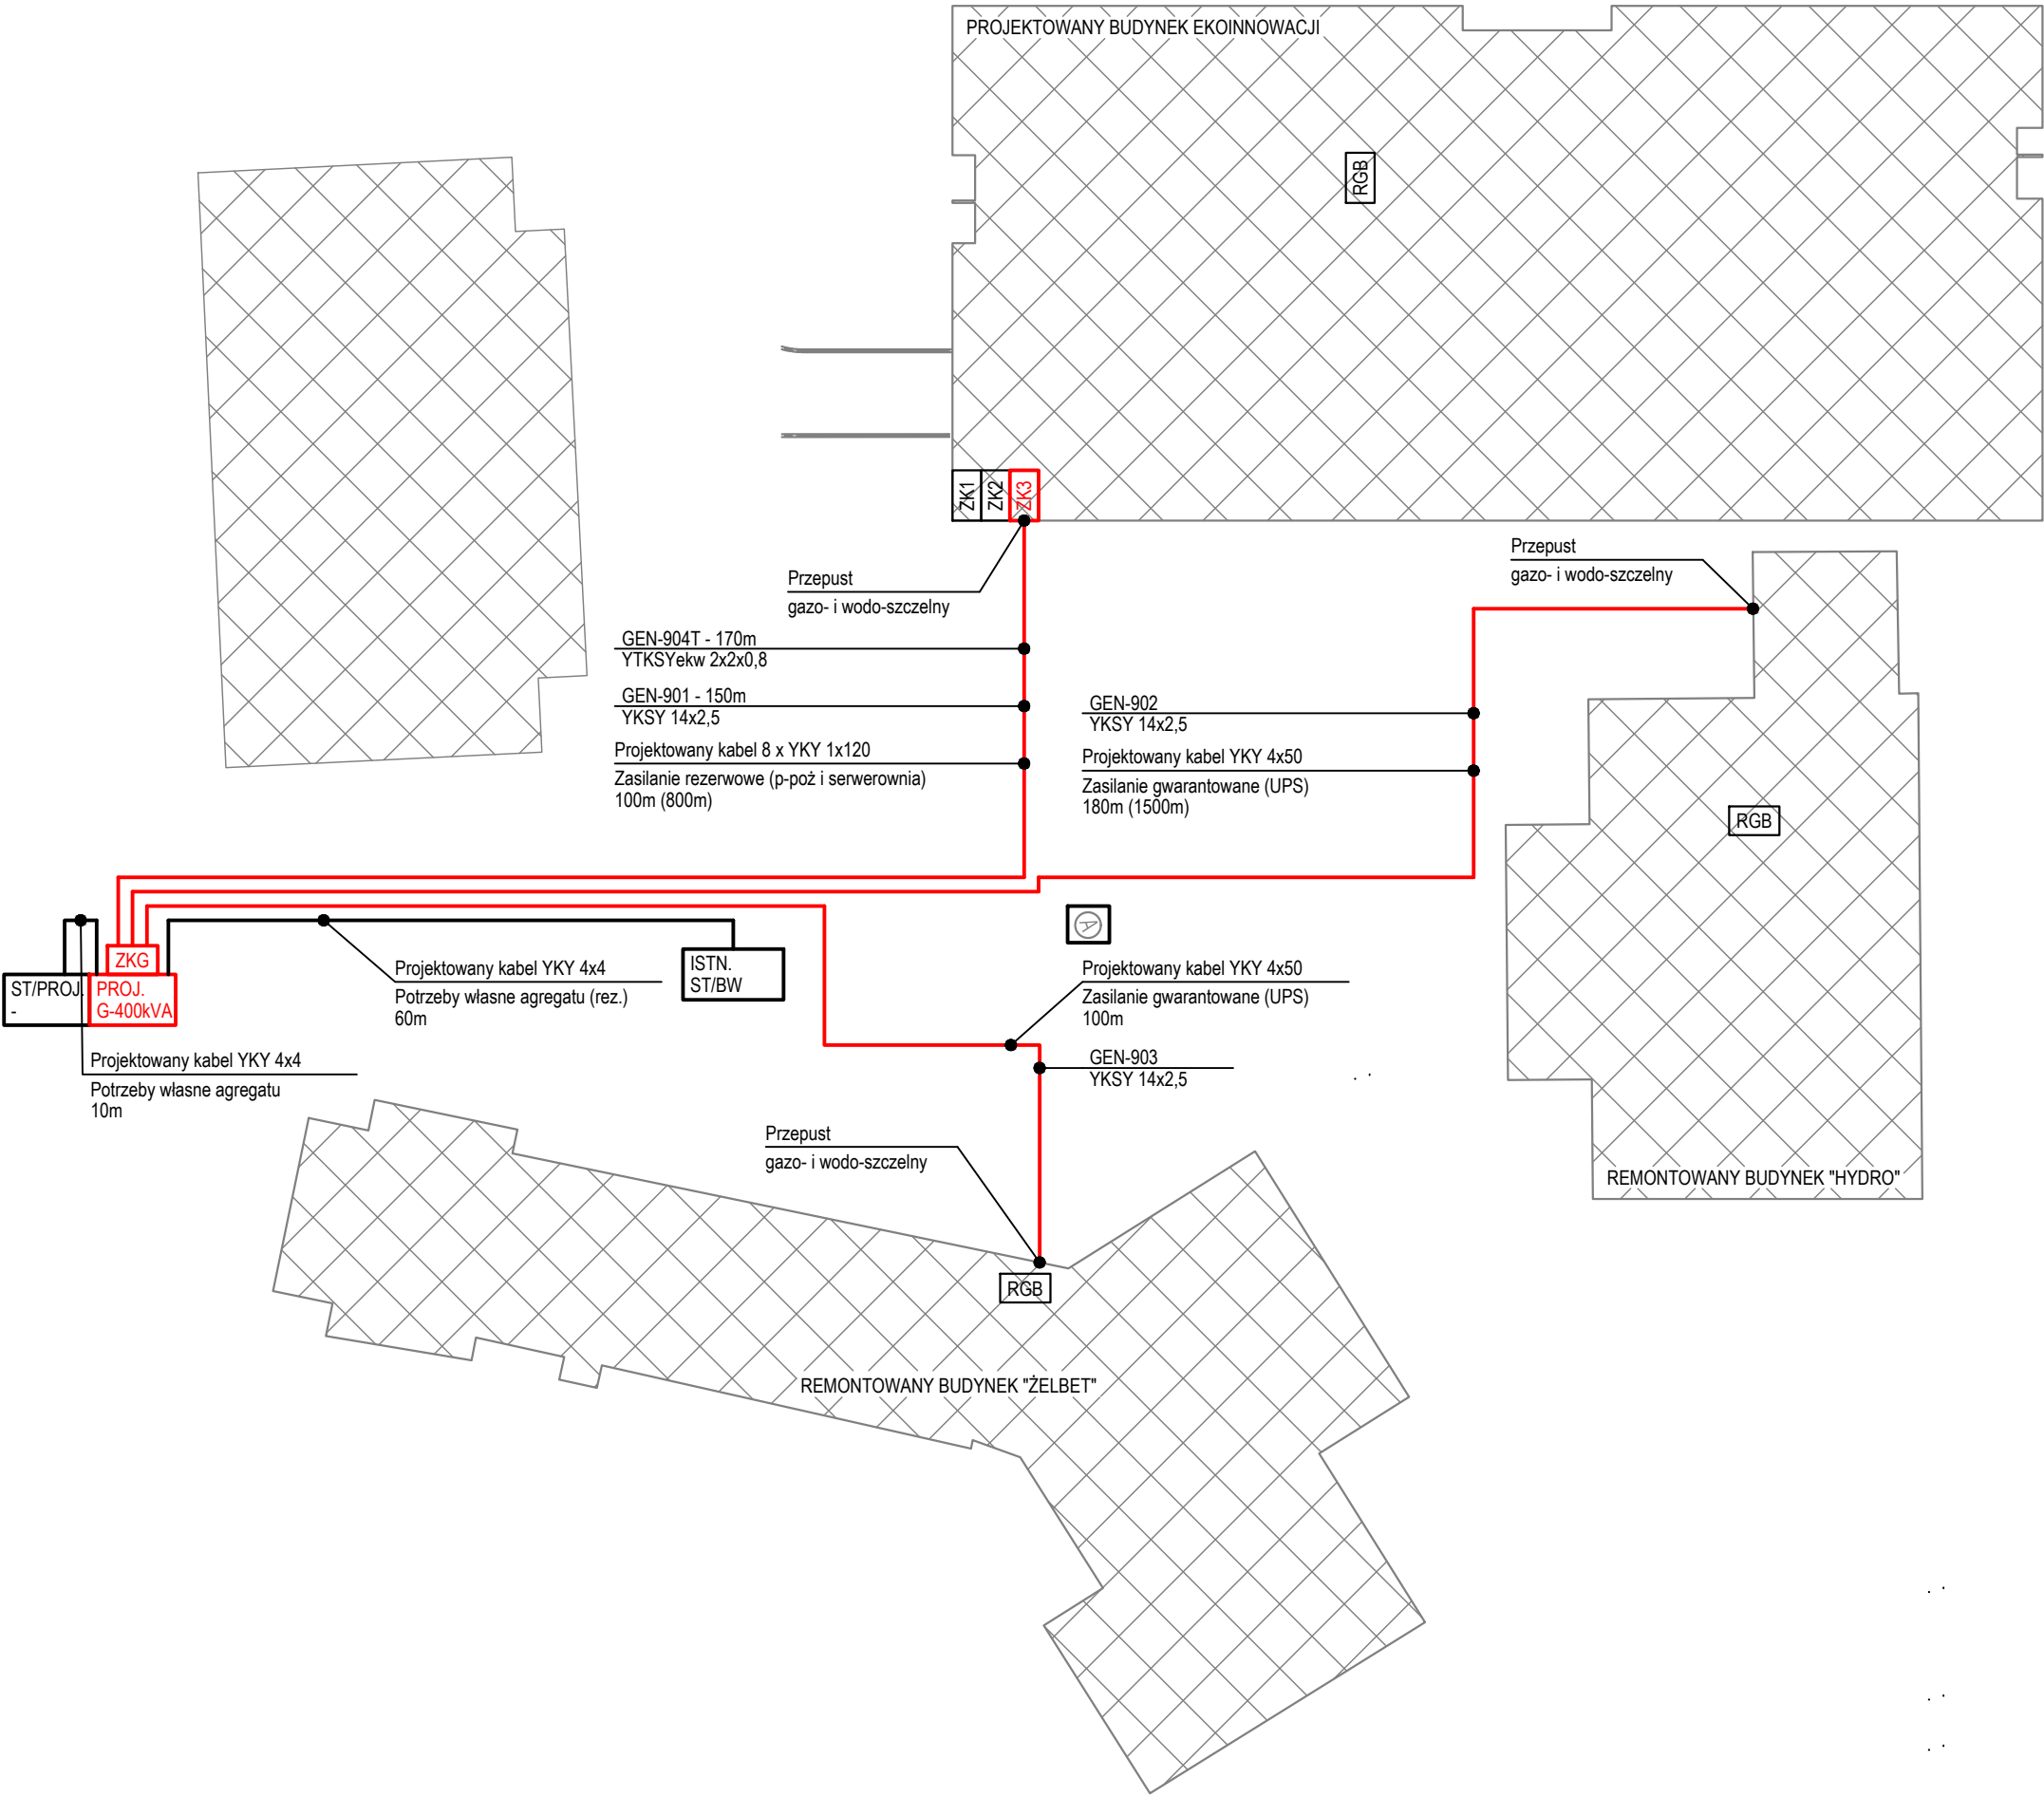 PROJEKTOWANY BUDYNEK EKOINNOWACJI
RGB
ZK1
ZK2
ZK3
Przepust
gazo- i wodo-szczelny
Przepust
gazo- i wodo-szczelny
GEN-904T - 170m
YTKSYekw 2x2x0,8
GEN-901 - 150m
YKSY 14x2,5
Projektowany kabel 8 x YKY 1x120
Zasilanie rezerwowe (p-poż i serwerownia)
100m (800m)
GEN-902
YKSY 14x2,5
Projektowany kabel YKY 4x50
Zasilanie gwarantowane (UPS)
180m (1500m)
RGB
REMONTOWANY BUDYNEK "HYDRO"
ZKG
ST/PROJ.
-
PROJ.
G-400kVA
Projektowany kabel YKY 4x4
Potrzeby własne agregatu (rez.)
60m
ISTN.
ST/BW
A
Projektowany kabel YKY 4x50
Zasilanie gwarantowane (UPS)
100m
GEN-903
YKSY 14x2,5
Projektowany kabel YKY 4x4
Potrzeby własne agregatu
10m
Przepust
gazo- i wodo-szczelny
RGB
REMONTOWANY BUDYNEK "ŻELBET"